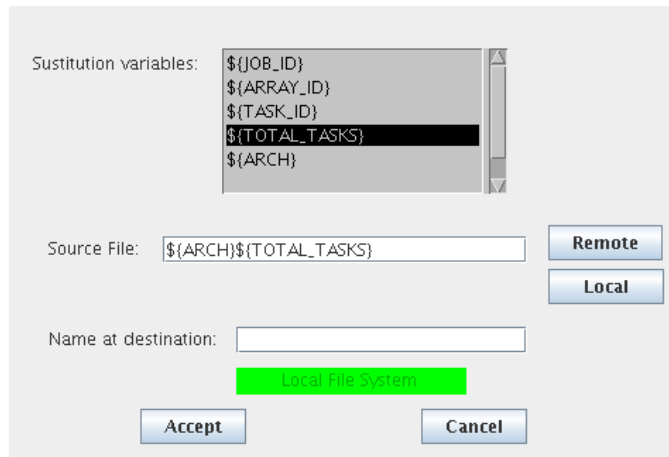 Sustitution variables:
${JOB_ID}
${ARRAY_ID}
${TASK_ID}
${TOTAL_TASKS}
${ARCH}
Source File:
${ARCH}${TOTAL_TASKS}
Remote
Local
Name at destination:
Local File System
Accept
Cancel